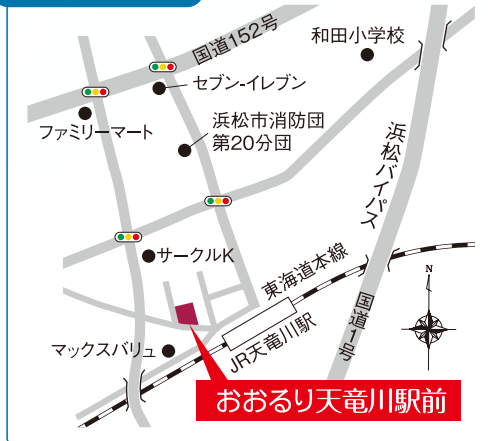 国道152号
和田小学校
セブン-イレブン
ファミリーマート
浜松市消防団
第20分団
浜松バイパス
サークルK
東海道本線
N
国道1号
JR天竜川駅
マックスバリュ
おおるり天竜川駅前